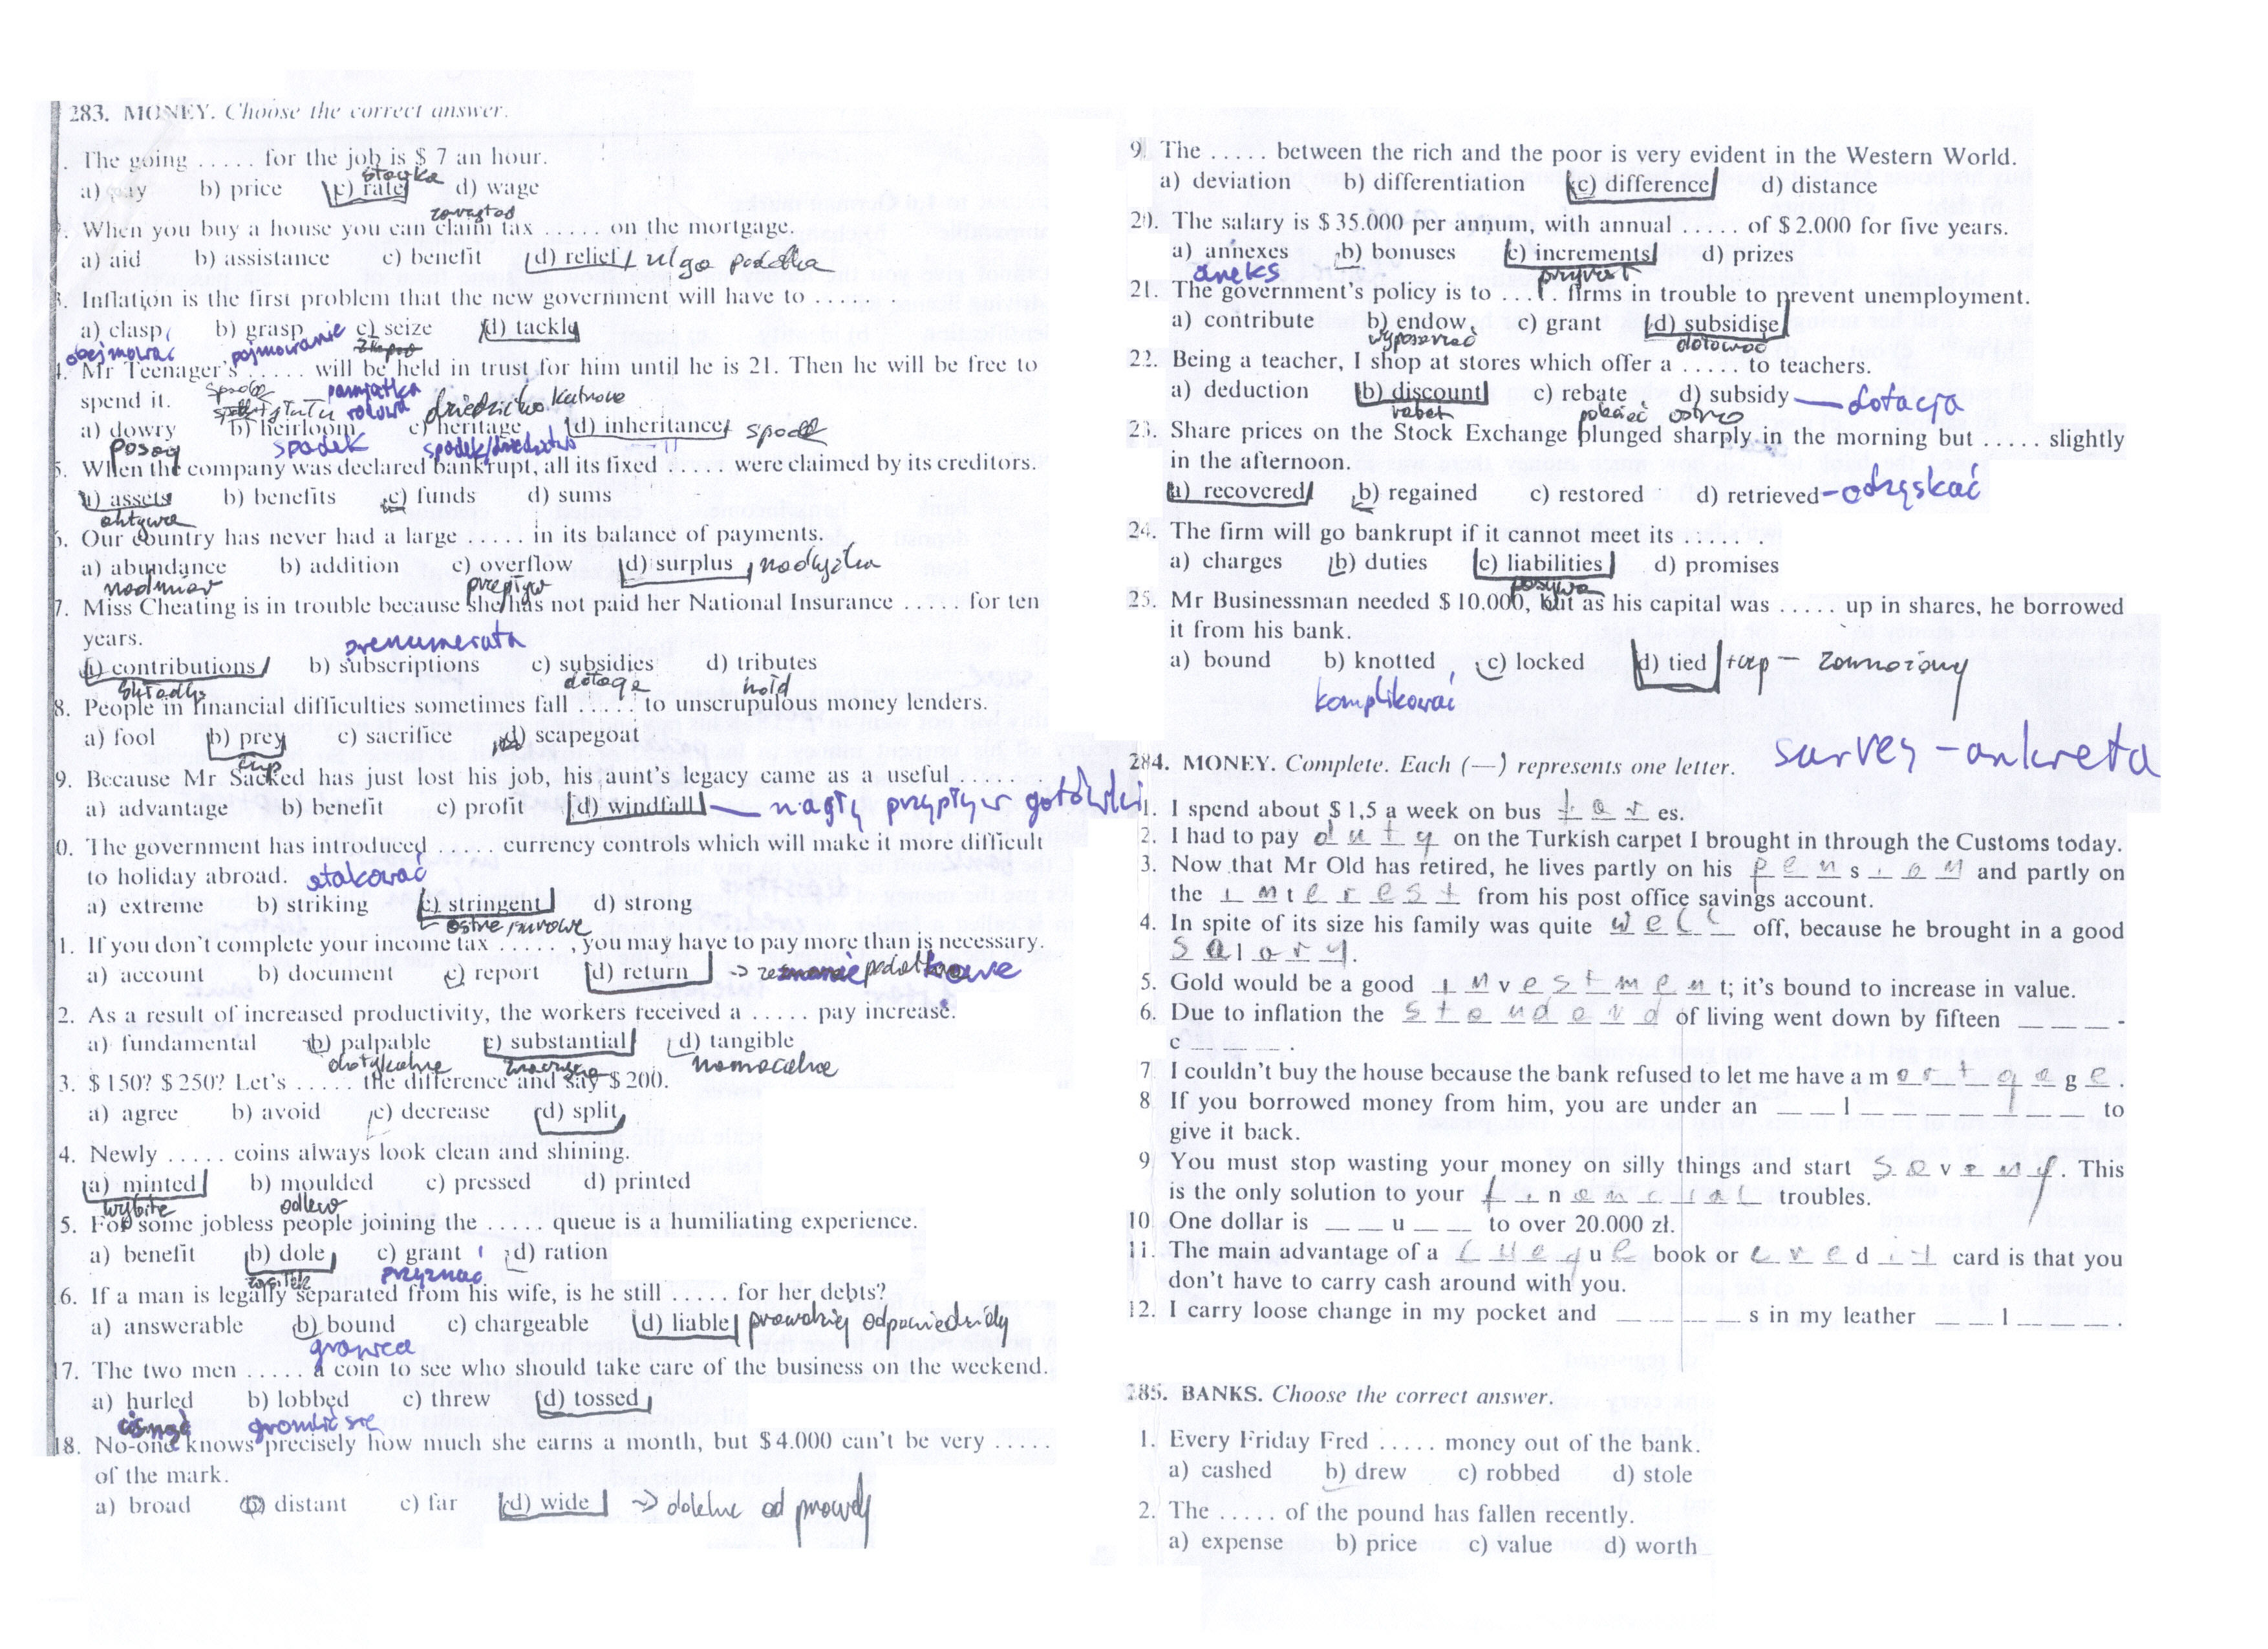 283. MONEY. Choose the correct answer.
. The going ..... for the job is $ 7 an hour.
stawka
a) pay b) price c) rate d) wage
. When you buy a house you can claim tax ..... on the mortgage.
a) aid b) assistance c) benefit d) relief ulga
. Inflation is the first problem that the new government will have to ..... .
a) clasp b) grasp c) seize d) tackle
obejmować pojmowanie
4. Mr Teenager's ..... will be held in trust for him until he is 21. Then he will be free to
spend it.
pamiątka
rodowa dziedzictwo
a) dowry b) heirloom c) heritage d) inheritance spadek
posag spadek spadek/dziedzictwo
5. When the company was declared bankrupt, all its fixed ..... were claimed by its creditors.
a) assets b) benefits c) funds d) sums
aktywa
6. Our country has never had a large ..... in its balance of payments.
a) abundance b) addition c) overflow d) surplus nadwyżka
nadmiar przepływ
7. Miss Cheating is in trouble because she has not paid her National Insurance ..... for ten
years.
prenumerata
a) contributions b) subscriptions c) subsidies d) tributes
składki dotacje hołd
8. People in financial difficulties sometimes fall ..... to unscrupulous money lenders.
a) fool b) prey c) sacrifice d) scapegoat
łup
9. Because Mr Sacked has just lost his job, his aunt's legacy came as a useful ..... .
a) advantage b) benefit c) profit d) windfall — nagły przypływ gotówki
0. The government has introduced ..... currency controls which will make it more difficult
to holiday abroad.
a) extreme b) striking c) stringent d) strong
ostre, surowe
1. If you don't complete your income tax ..... , you may have to pay more than is necessary.
a) account b) document c) report d) return -> zeznanie podatkowe
2. As a result of increased productivity, the workers received a ..... pay increase.
a) fundamental b) palpable c) substantial d) tangible
dotykalne znaczące namacalne
3. $ 150? $ 250? Let's ..... the difference and say $ 200.
a) agree b) avoid c) decrease d) split
4. Newly ..... coins always look clean and shining.
a) minted b) moulded c) pressed d) printed
wybite odlew
5. For some jobless people joining the ..... queue is a humiliating experience.
a) benefit b) dole c) grant d) ration
zasiłek przyznać
6. If a man is legally separated from his wife, is he still ..... for her debts?
a) answerable b) bound c) chargeable d) liable prawnie odpowiedzialny
granica
17. The two men ..... a coin to see who should take care of the business on the weekend.
a) hurled b) lobbed c) threw d) tossed
18. No-one knows precisely how much she earns a month, but $ 4.000 can't be very .....
of the mark.
a) broad b) distant c) far d) wide -> dalekie od prawdy
9. The ..... between the rich and the poor is very evident in the Western World.
a) deviation b) differentiation c) difference d) distance
20. The salary is $ 35.000 per annum, with annual ..... of $ 2.000 for five years.
a) annexes b) bonuses c) increments d) prizes
aneks przyrost
21. The government's policy is to ..... firms in trouble to prevent unemployment.
a) contribute b) endow c) grant d) subsidise
wyposażać dotować
22. Being a teacher, I shop at stores which offer a ..... to teachers.
a) deduction b) discount c) rebate d) subsidy — dotacja
rabat ostro
23. Share prices on the Stock Exchange plunged sharply in the morning but ..... slightly
in the afternoon.
a) recovered b) regained c) restored d) retrieved - odzyskać
24. The firm will go bankrupt if it cannot meet its ..... .
a) charges b) duties c) liabilities d) promises
pasywa
25. Mr Businessman needed $ 10.000, but as his capital was ..... up in shares, he borrowed
it from his bank.
a) bound b) knotted c) locked d) tied
komplikować
survey - ankieta
284. MONEY. Complete. Each (—) represents one letter.
1. I spend about $ 1,5 a week on bus fares.
2. I had to pay duty on the Turkish carpet I brought in through the Customs today.
3. Now that Mr Old has retired, he lives partly on his pension and partly on
the interest from his post office savings account.
4. In spite of its size his family was quite well off, because he brought in a good
salary.
5. Gold would be a good investment; it's bound to increase in value.
6. Due to inflation the standard of living went down by fifteen _ _ _ -
c _ _ _ .
7. I couldn't buy the house because the bank refused to let me have a mortgage.
8. If you borrowed money from him, you are under an _ _ l _ _ _ _ _ _ _ to
give it back.
9. You must stop wasting your money on silly things and start saving. This
is the only solution to your financial troubles.
10. One dollar is _ _ u _ _ to over 20.000 zł.
11. The main advantage of a cheque book or credit card is that you
don't have to carry cash around with you.
12. I carry loose change in my pocket and _ _ _ _ s in my leather _ _ l _ _ _ .
285. BANKS. Choose the correct answer.
1. Every Friday Fred ..... money out of the bank.
a) cashed b) drew c) robbed d) stole
2. The ..... of the pound has fallen recently.
a) expense b) price c) value d) worth